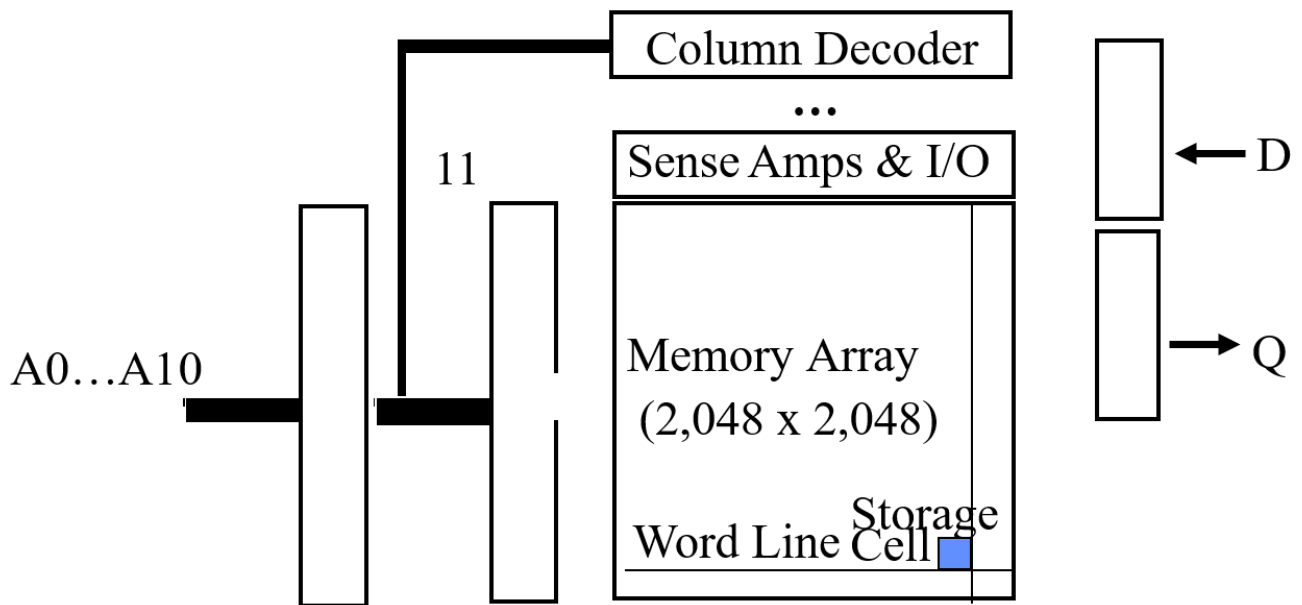 Column Decoder
...
11
Sense Amps & I/O
D
A0...A10
Memory Array
(2,048 x 2,048)
Q
Storage
Word Line Cell